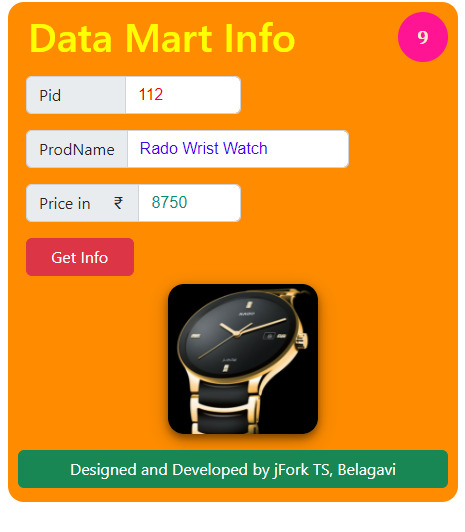 Data Mart Info
9
Pid 112
ProdName Rado Wrist Watch
Price in ₹ 8750
Get Info
RADO
Designed and Developed by jFork TS, Belagavi